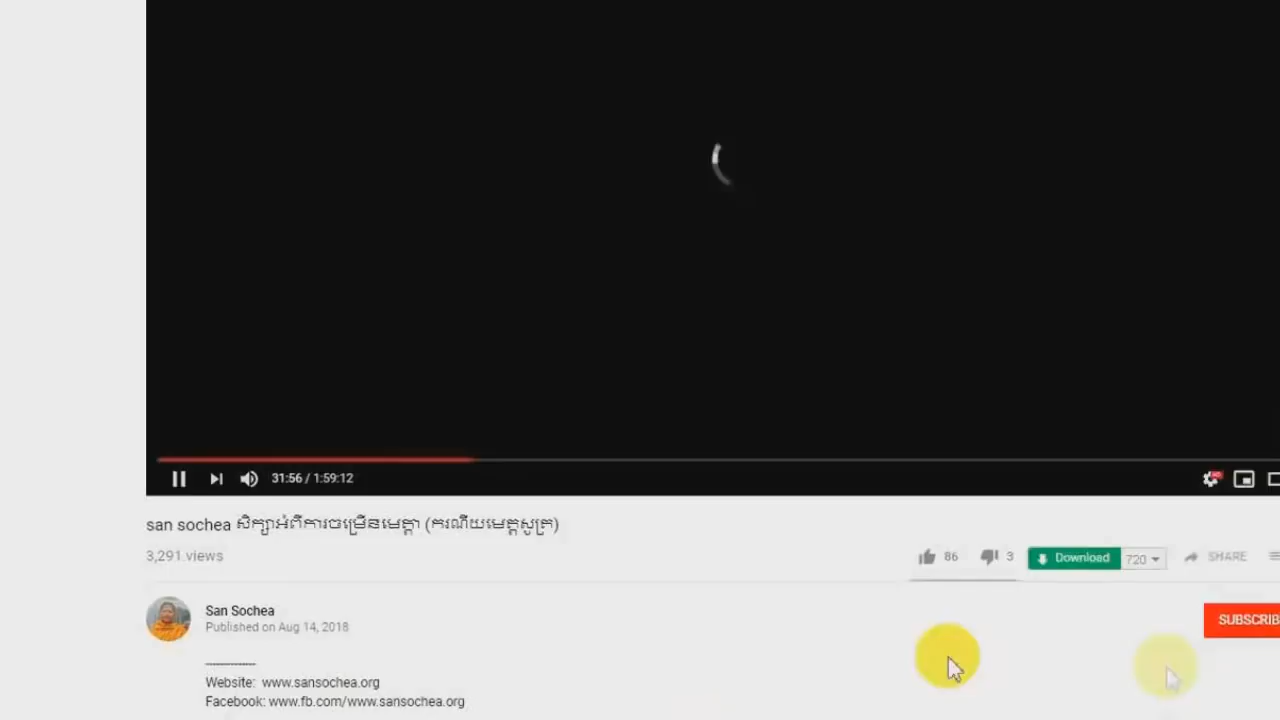 31:56 / 1:59:12
san sochea សិក្សាអំពីការចម្រើនមេត្តា (ករណីយមេត្តសូត្រ)
3,291 views
86 3 Download 720 SHARE
San Sochea
Published on Aug 14, 2018
SUBSCRIB
-------------
Website: www.sansochea.org
Facebook: www.fb.com/www.sansochea.org